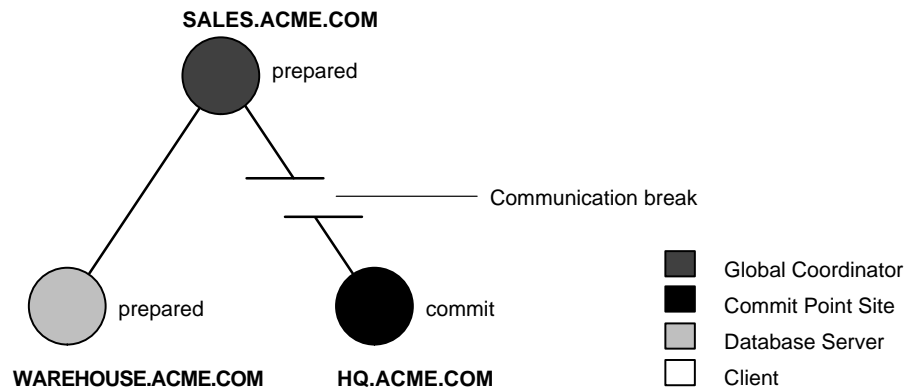 SALES.ACME.COM
prepared
Communication break
prepared
commit
WAREHOUSE.ACME.COM
HQ.ACME.COM
Global Coordinator
Commit Point Site
Database Server
Client